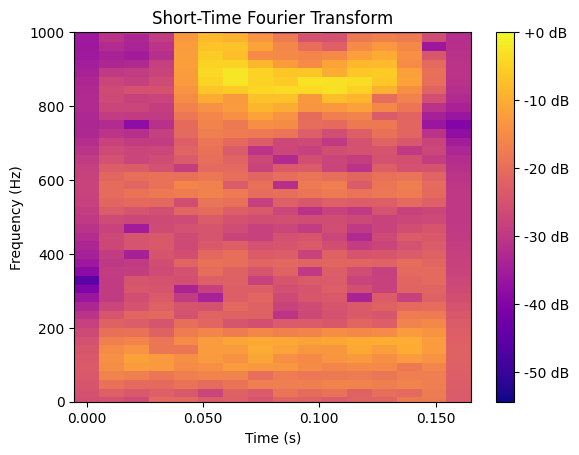 Short-Time Fourier Transform
1000
800
600
400
200
0
Frequency (Hz)
0.000
0.050
0.100
0.150
Time (s)
+0 dB
-10 dB
-20 dB
-30 dB
-40 dB
-50 dB